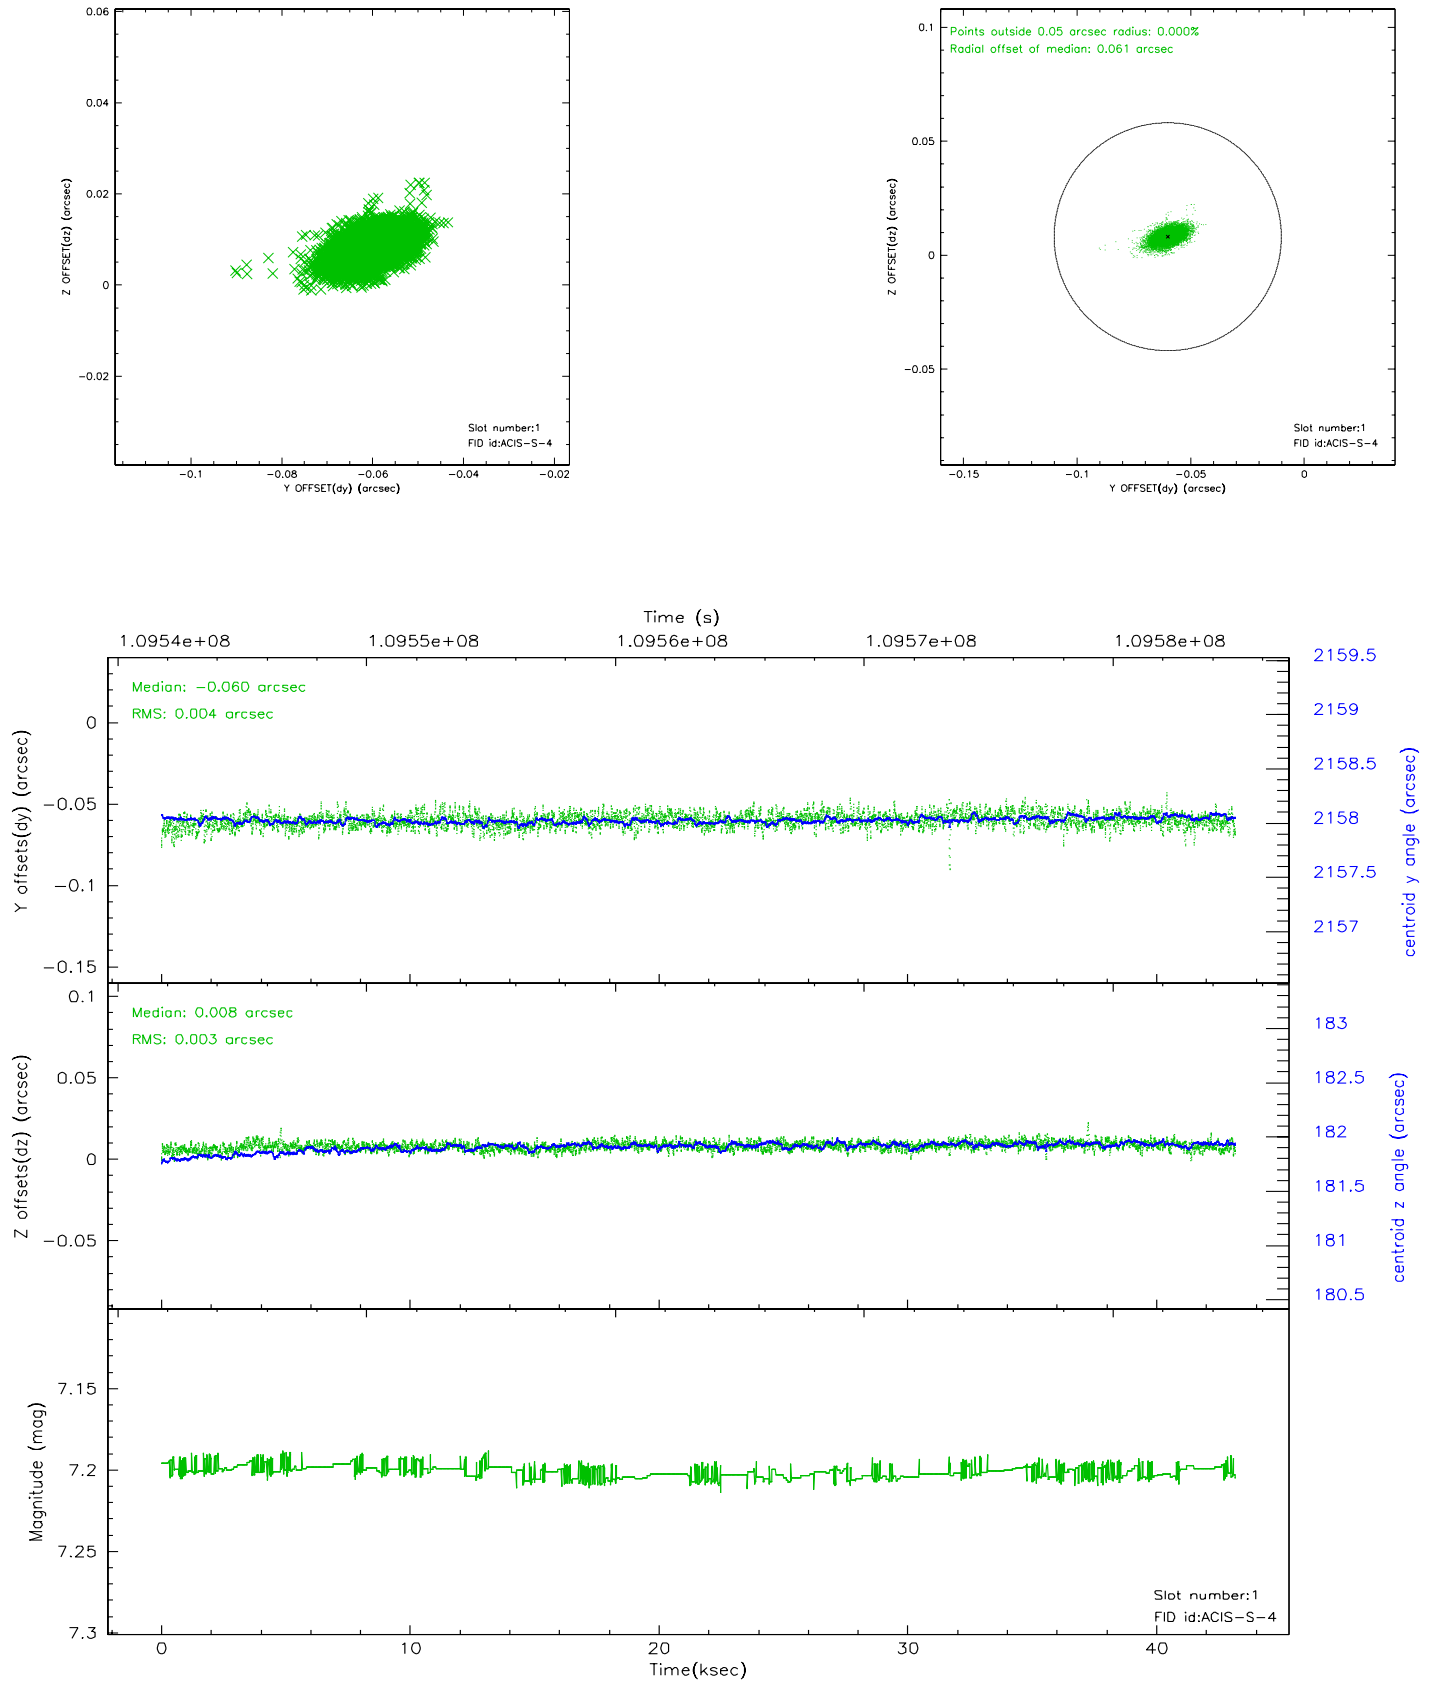 0.06
0.04
0.02
0
−0.02
Z OFFSET(dz) (arcsec)
Slot number:1
FID id:ACIS−S−4
−0.1
−0.08
−0.06
−0.04
−0.02
Y OFFSET(dy) (arcsec)
Points outside 0.05 arcsec radius: 0.000%
Radial offset of median: 0.061 arcsec
0.1
0.05
0
−0.05
Z OFFSET(dz) (arcsec)
Slot number:1
FID id:ACIS−S−4
−0.15
−0.1
−0.05
0
Y OFFSET(dy) (arcsec)
Time (s)
1.0954e+08
1.0955e+08
1.0956e+08
1.0957e+08
1.0958e+08
Median: −0.060 arcsec
RMS: 0.004 arcsec
0
−0.05
−0.1
−0.15
Y offsets(dy) (arcsec)
2159.5
2159
2158.5
2158
2157.5
2157
centroid y angle (arcsec)
Median: 0.008 arcsec
RMS: 0.003 arcsec
0.1
0.05
0
−0.05
Z offsets(dz) (arcsec)
183
182.5
182
181.5
181
180.5
centroid z angle (arcsec)
7.15
7.2
7.25
7.3
Magnitude (mag)
Slot number:1
FID id:ACIS−S−4
0
10
20
30
40
Time(ksec)